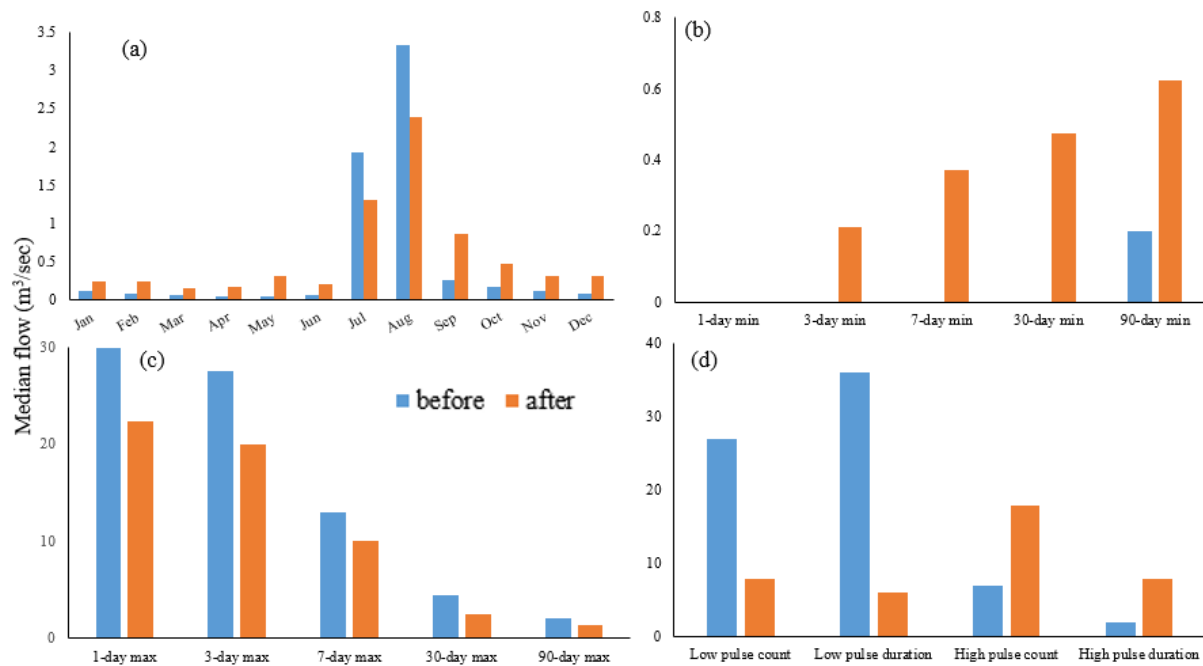 Median flow (m³/sec)
(a)
3.5
3
2.5
2
1.5
1
0.5
0
Jan Feb Mar Apr May Jun Jul Aug Sep Oct Nov Dec
(b)
0.8
0.6
0.4
0.2
0
1-day min 3-day min 7-day min 30-day min 90-day min
(c)
30
20
10
0
before after
1-day max 3-day max 7-day max 30-day max 90-day max
(d)
40
30
20
10
0
Low pulse count Low pulse duration High pulse count High pulse duration